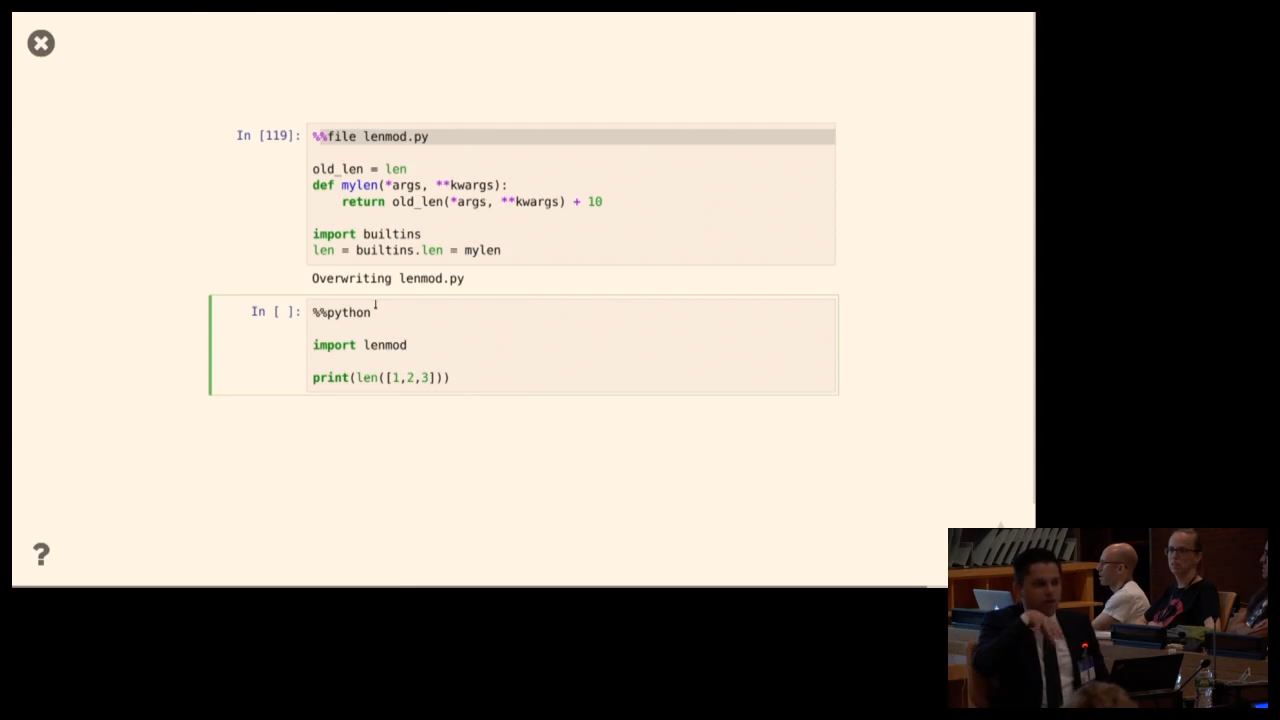 In [119]: %%file lenmod.py
old_len = len
def mylen(*args, **kwargs):
    return old_len(*args, **kwargs) + 10
import builtins
len = builtins.len = mylen
Overwriting lenmod.py
In [ ]: %%python
import lenmod
print(len([1,2,3]))
?